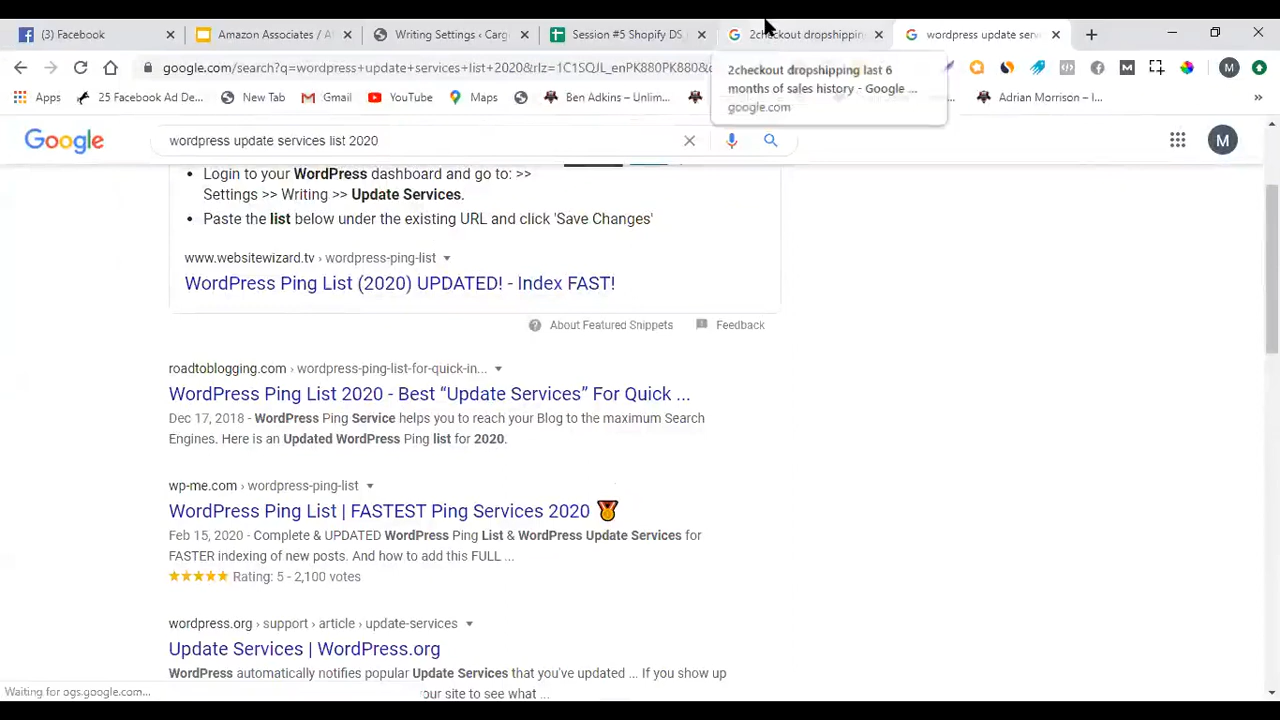 (3) Facebook
Amazon Associates / A
Writing Settings ‹ Carg
Session #5 Shopify DS
2checkout dropshippin
wordpress update serv
google.com/search?q=wordpress+update+services+list+2020&rlz=1C1SQJL_enPK880PK880&
2checkout dropshipping last 6
months of sales history - Google ...
google.com
Apps
25 Facebook Ad De...
New Tab
Gmail
YouTube
Maps
Ben Adkins – Unlim...
Adrian Morrison – I...
Google
wordpress update services list 2020
M
Login to your WordPress dashboard and go to: >>
Settings >> Writing >> Update Services.
Paste the list below under the existing URL and click 'Save Changes'
www.websitewizard.tv › wordpress-ping-list
WordPress Ping List (2020) UPDATED! - Index FAST!
About Featured Snippets
Feedback
roadtoblogging.com › wordpress-ping-list-for-quick-in...
WordPress Ping List 2020 - Best “Update Services” For Quick ...
Dec 17, 2018 - WordPress Ping Service helps you to reach your Blog to the maximum Search
Engines. Here is an Updated WordPress Ping list for 2020.
wp-me.com › wordpress-ping-list
WordPress Ping List | FASTEST Ping Services 2020
Feb 15, 2020 - Complete & UPDATED WordPress Ping List & WordPress Update Services for
FASTER indexing of new posts. And how to add this FULL ...
Rating: 5 - 2,100 votes
wordpress.org › support › article › update-services
Update Services | WordPress.org
WordPress automatically notifies popular Update Services that you've updated ... If you show up
your site to see what ...
Waiting for ogs.google.com...